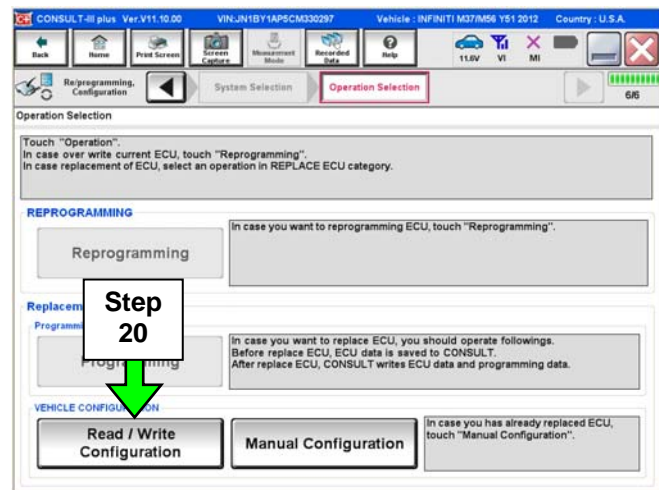 CONSULT-III plus Ver.V11.10.00 VIN:JN1BY1AP5CM330297 Vehicle : INFINITI M37/M56 Y51 2012 Country : U.S.A.
Back Home Print Screen Screen Capture Measurement Mode Recorded Data Help 11.6V VI MI
Re/programming, Configuration System Selection Operation Selection 6/6
Operation Selection
Touch "Operation".
In case over write current ECU, touch "Reprogramming".
In case replacement of ECU, select an operation in REPLACE ECU category.
REPROGRAMMING
Reprogramming
In case you want to reprogramming ECU, touch "Reprogramming".
Step
20
In case you want to replace ECU, you should operate followings.
Before replace ECU, ECU data is saved to CONSULT.
After replace ECU, CONSULT writes ECU data and programming data.
Read / Write
Configuration
Manual Configuration
In case you has already replaced ECU,
touch "Manual Configuration".